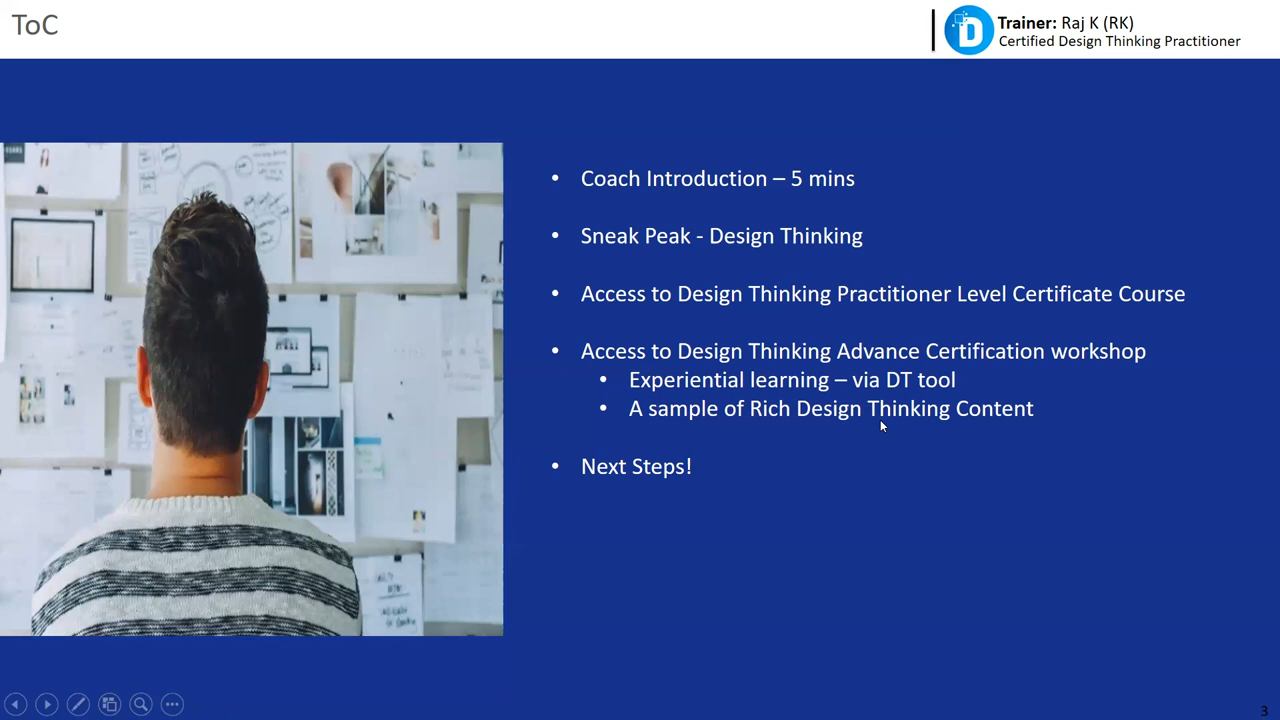 ToC
Trainer: Raj K (RK)
Certified Design Thinking Practitioner
• Coach Introduction – 5 mins
• Sneak Peak - Design Thinking
• Access to Design Thinking Practitioner Level Certificate Course
• Access to Design Thinking Advance Certification workshop
• Experiential learning – via DT tool
• A sample of Rich Design Thinking Content
• Next Steps!
3